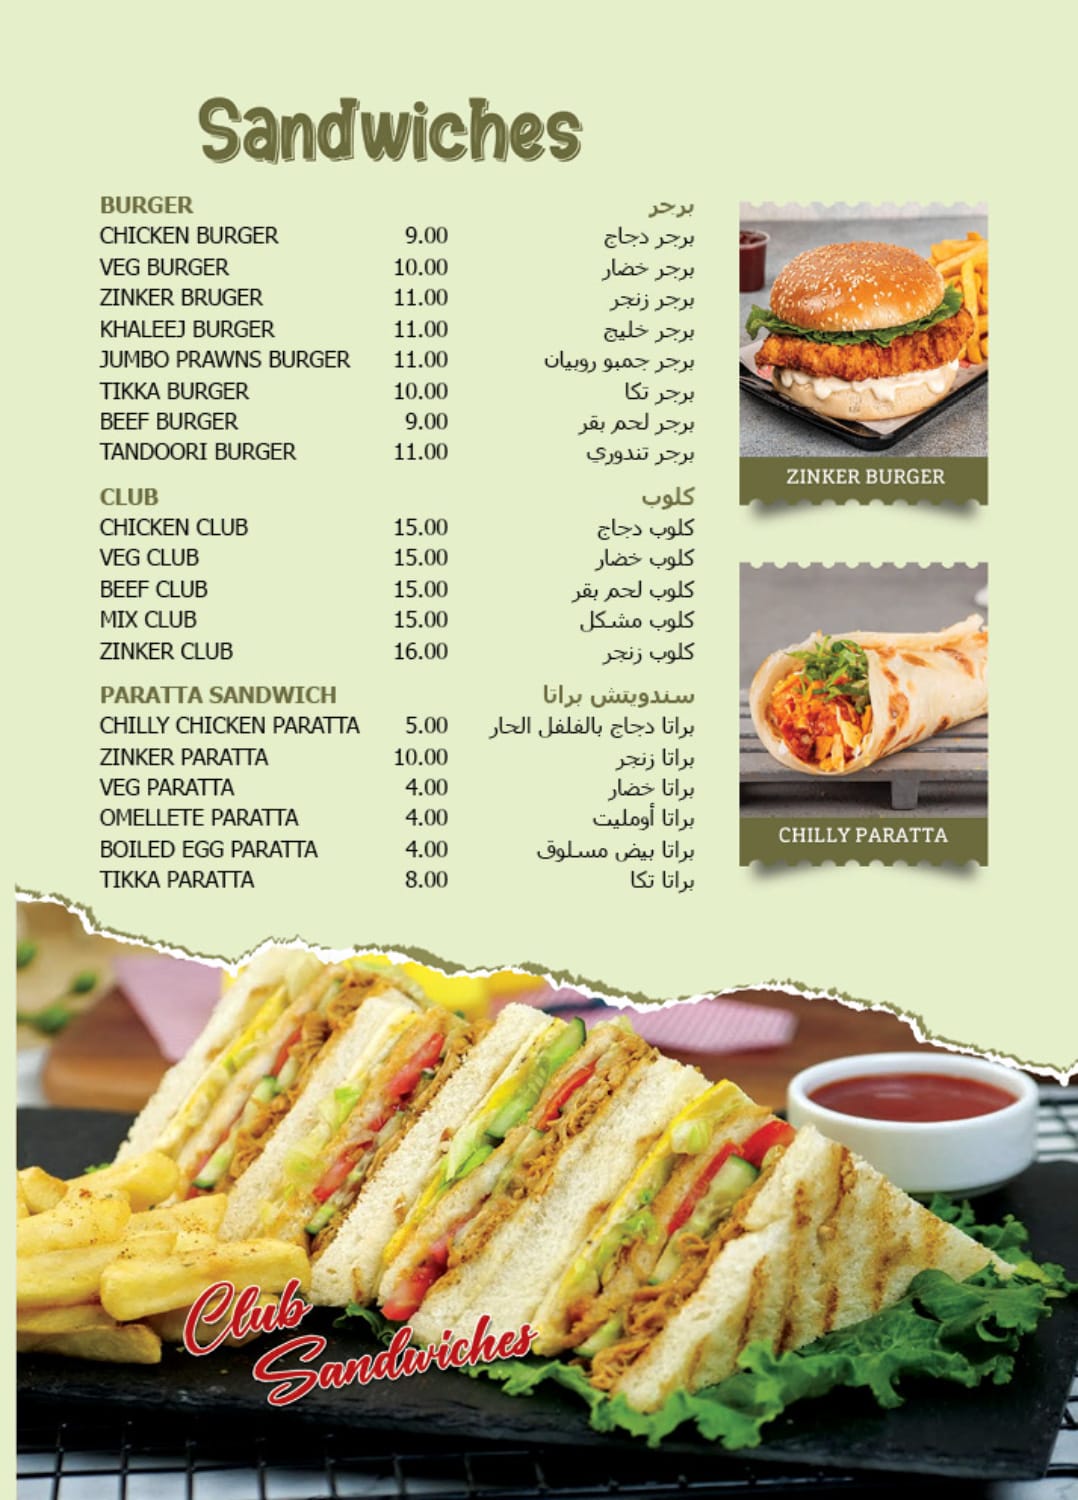 Sandwiches
BURGER برجر
CHICKEN BURGER 9.00 برجر دجاج
VEG BURGER 10.00 برجر خضار
ZINKER BRUGER 11.00 برجر زنجر
KHALEEJ BURGER 11.00 برجر خليج
JUMBO PRAWNS BURGER 11.00 برجر جمبو روبيان
TIKKA BURGER 10.00 برجر تكا
BEEF BURGER 9.00 برجر لحم بقر
TANDOORI BURGER 11.00 برجر تندوري
CLUB كلوب
CHICKEN CLUB 15.00 كلوب دجاج
VEG CLUB 15.00 كلوب خضار
BEEF CLUB 15.00 كلوب لحم بقر
MIX CLUB 15.00 كلوب مشكل
ZINKER CLUB 16.00 كلوب زنجر
PARATTA SANDWICH سندويتش براتا
CHILLY CHICKEN PARATTA 5.00 براتا دجاج بالفلفل الحار
ZINKER PARATTA 10.00 براتا زنجر
VEG PARATTA 4.00 براتا خضار
OMELLETE PARATTA 4.00 براتا أومليت
BOILED EGG PARATTA 4.00 براتا بيض مسلوق
TIKKA PARATTA 8.00 براتا تكا
ZINKER BURGER
CHILLY PARATTA
Club
Sandwiches